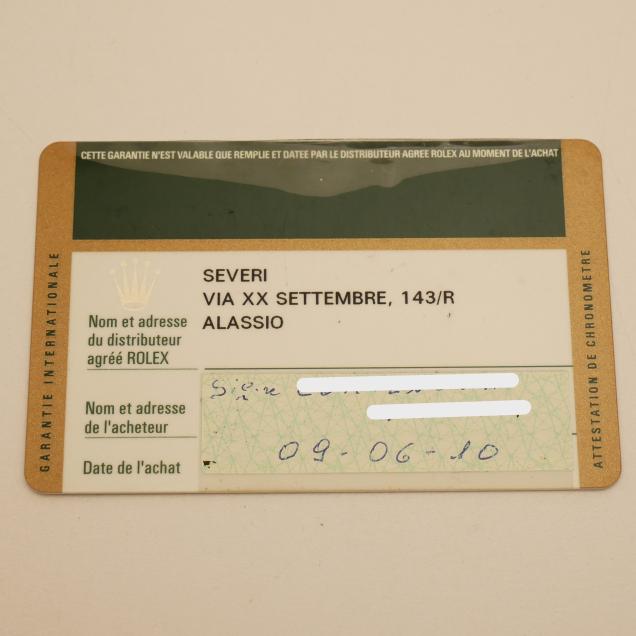 CETTE GARANTIE N'EST VALABLE QUE REMPLIE ET DATEE PAR LE DISTRIBUTEUR AGREE ROLEX AU MOMENT DE L'ACHAT
GARANTIE INTERNATIONALE
SEVERI
VIA XX SETTEMBRE, 143/R
ALASSIO
Nom et adresse
du distributeur
agréé ROLEX
Nom et adresse
de l'acheteur
Date de l'achat
09-06-10
ATTESTATION DE CHRONOMETRE